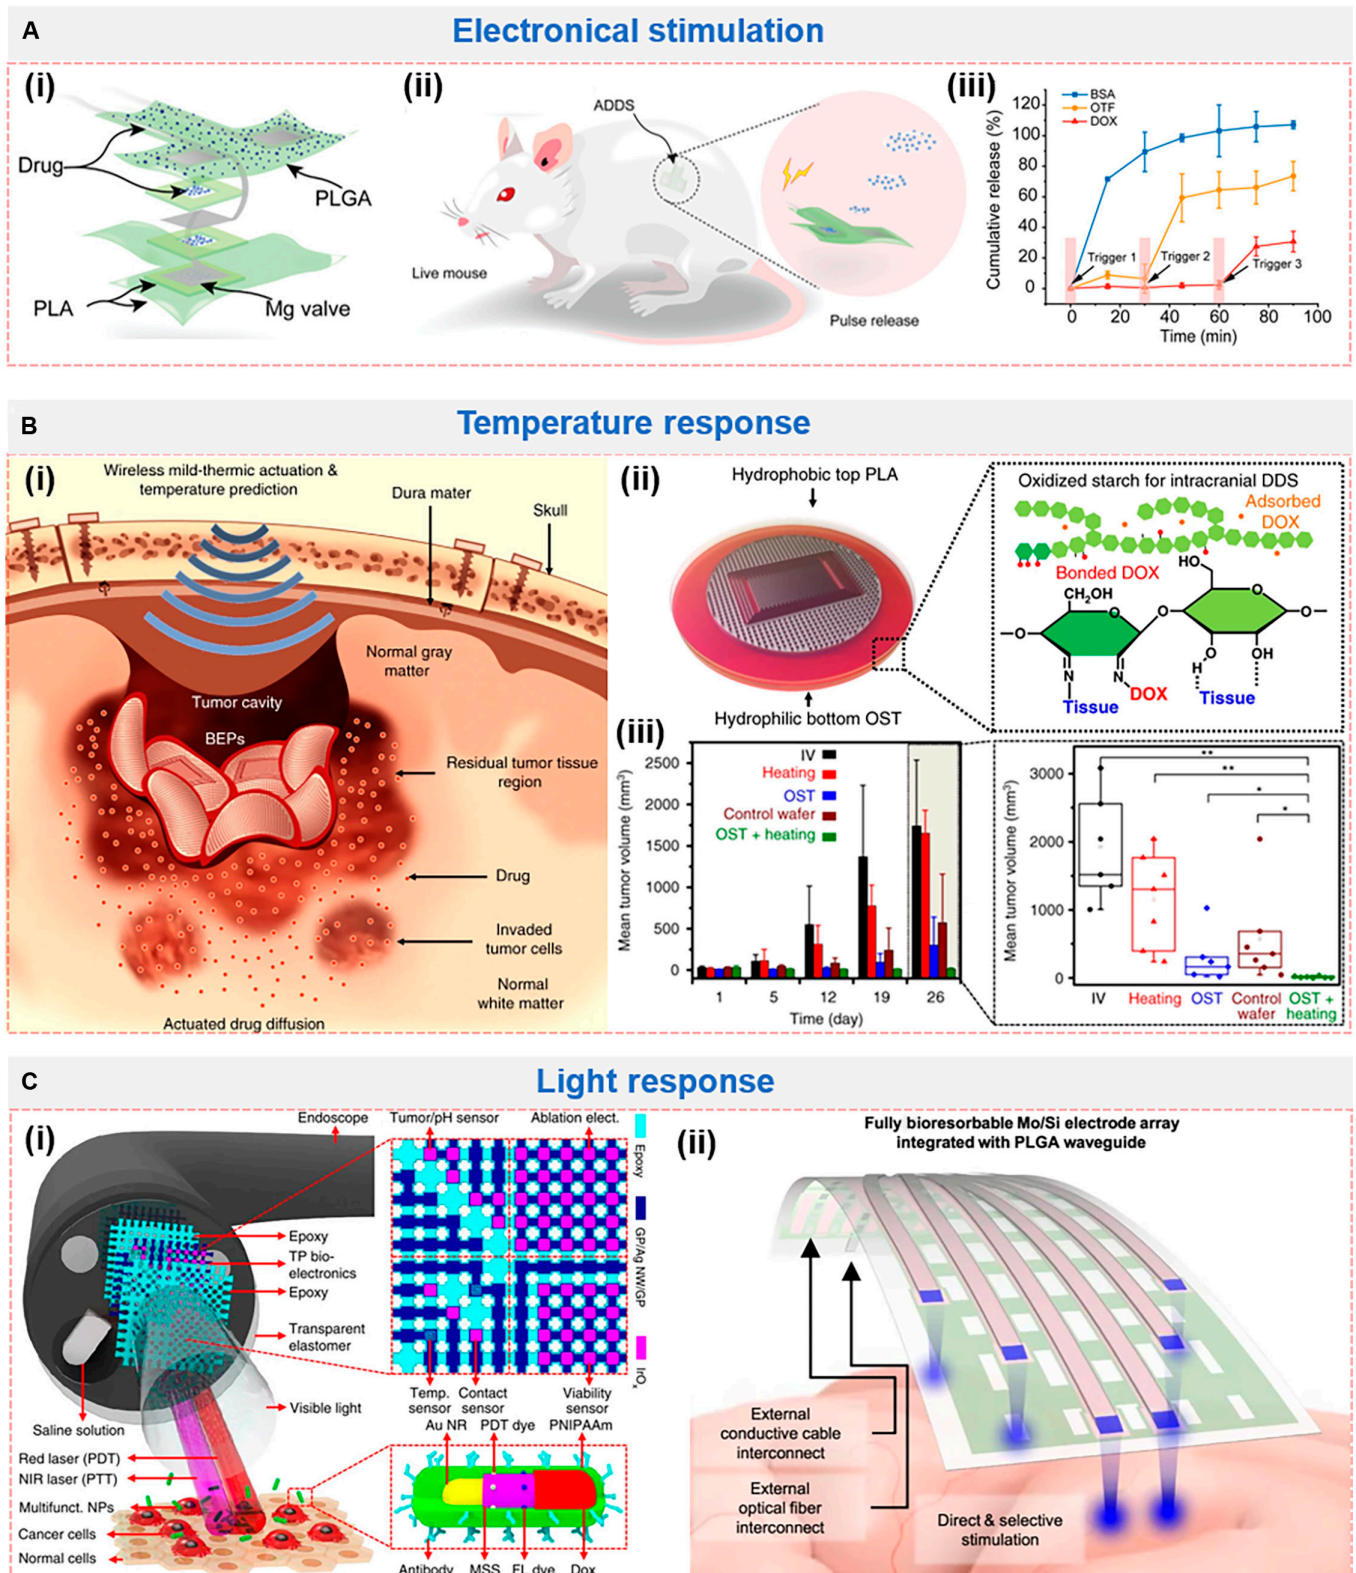 A
Electronical stimulation
(i)
Drug
PLGA
PLA
Mg valve
(ii)
ADDS
Live mouse
Pulse release
(iii)
BSA
OTF
DOX
Cumulative release (%)
120
100
80
60
40
20
0
Trigger 1
Trigger 2
Trigger 3
0 20 40 60 80 100
Time (min)
B
Temperature response
(i)
Wireless mild-thermic actuation &
temperature prediction
Dura mater
Skull
Normal gray
matter
Tumor cavity
BEPs
Residual tumor tissue
region
Drug
Invaded
tumor cells
Normal
white matter
Actuated drug diffusion
(ii)
Hydrophobic top PLA
Hydrophilic bottom OST
Oxidized starch for intracranial DDS
Adsorbed
DOX
Bonded DOX
HO
CH2OH
O
O
O
O
O
O
H
OH
N
N
DOX
Tissue
Tissue
(iii)
IV
Heating
OST
Control wafer
OST + heating
Mean tumor volume (mm³)
2500
2000
1500
1000
500
0
1 5 12 19 26
Time (day)
Mean tumor volume (mm³)
3000
2000
1000
0
**
**
*
*
IV
Heating
OST
Control
wafer
OST +
heating
C
Light response
(i)
Endoscope
Tumor/pH sensor
Ablation elect.
Epoxy
GP/Ag NW/GP
IrOx
Epoxy
TP bio-
electronics
Epoxy
Transparent
elastomer
Visible light
Saline solution
Red laser (PDT)
NIR laser (PTT)
Multifunct. NPs
Cancer cells
Normal cells
Temp.
sensor
Contact
sensor
Viability
sensor
Au NR
PDT dye
PNIPAAm
Antibody
MSS
FL dye
Dox
(ii)
Fully bioresorbable Mo/Si electrode array
integrated with PLGA waveguide
External
conductive cable
interconnect
External
optical fiber
interconnect
Direct & selective
stimulation